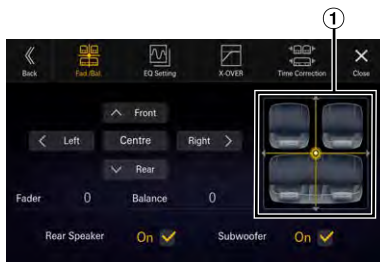 1
Back Fad./Bal. EQ Setting X-OVER Time Correction Close
Front
Left Centre Right
Rear
Fader 0 Balance 0
Rear Speaker On Subwoofer On